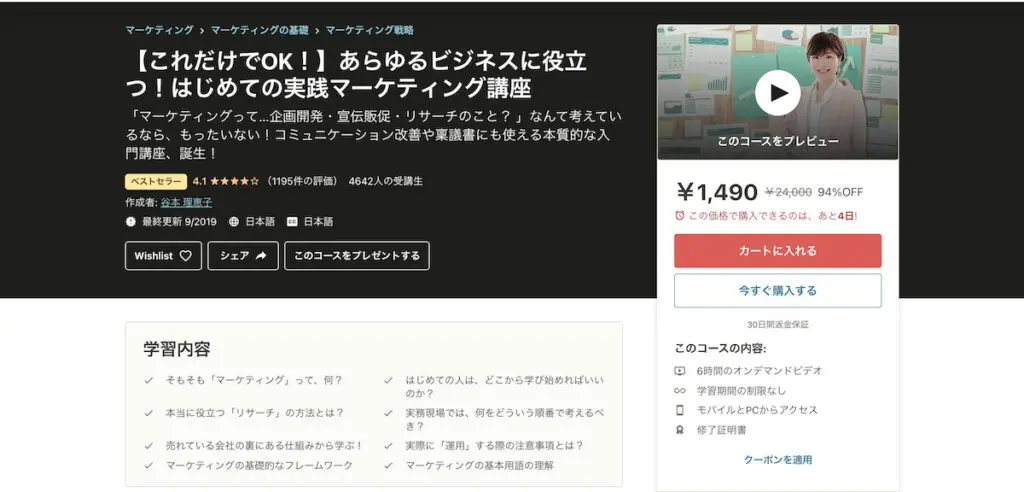 マーケティング > マーケティングの基礎 > マーケティング戦略
【これだけでOK！】あらゆるビジネスに役立
つ！はじめての実践マーケティング講座
「マーケティングって...企画開発・宣伝販促・リサーチのこと？」なんて考えてい
るなら、もったいない！コミュニケーション改善や稟議書にも使える本質的な入
門講座、誕生！
ベストセラー 4.1 ★★★★☆ （1195件の評価） 4642人の受講生
作成者: 谷本 理恵子
最終更新 9/2019 日本語 日本語
Wishlist シェア このコースをプレゼントする
このコースをプレビュー
￥1,490 ￥24,000 94%OFF
この価格で購入できるのは、あと4日!
カートに入れる
今すぐ購入する
30日間返金保証
このコースの内容:
6時間のオンデマンドビデオ
学習期間の制限なし
モバイルとPCからアクセス
修了証明書
クーポンを適用
学習内容
そもそも「マーケティング」って、何？
本当に役立つ「リサーチ」の方法とは？
売れている会社の裏にある仕組みから学ぶ！
マーケティングの基礎的なフレームワーク
はじめての人は、どこから学び始めればいい
のか？
実務現場では、何をどういう順番で考えるべ
き？
実際に「運用」する際の注意事項とは？
マーケティングの基本用語の理解